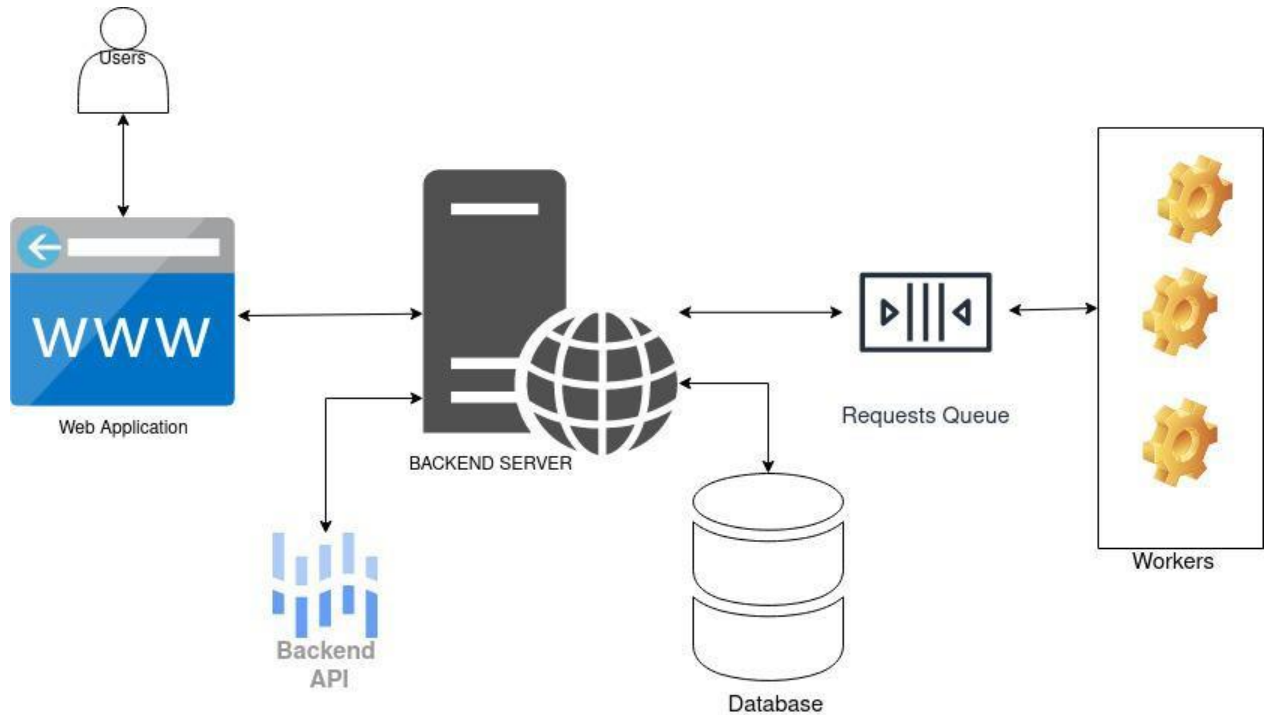 Users
WWW
Web Application
BACKEND SERVER
Requests Queue
Workers
Backend
API
Database